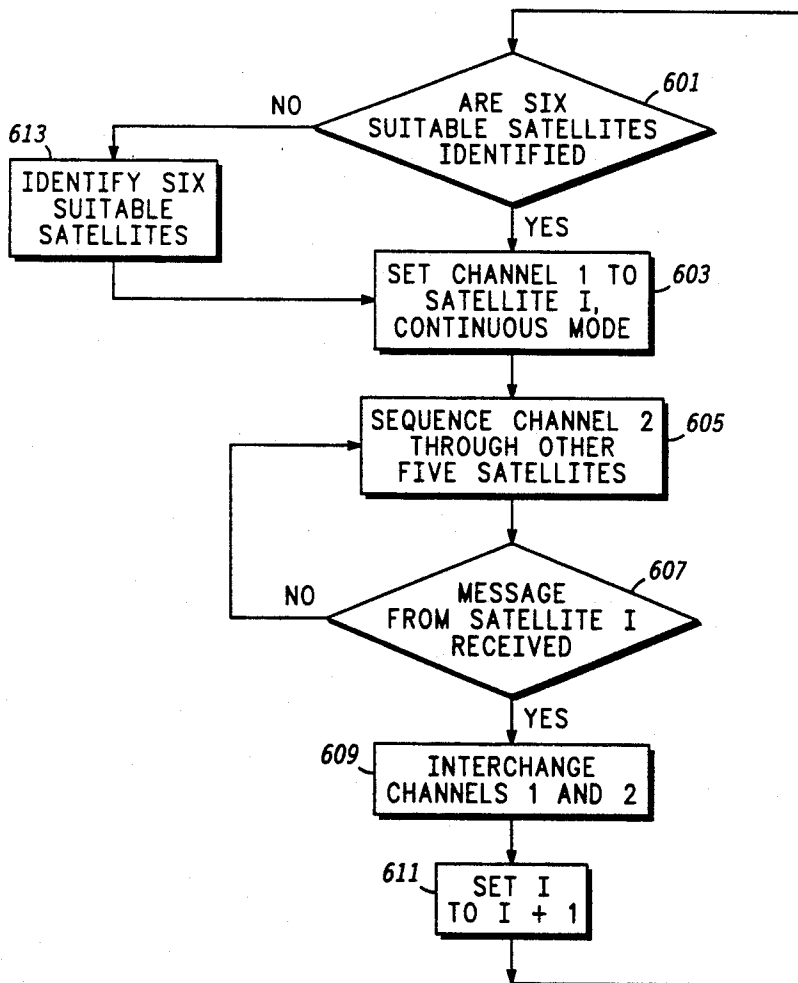 601
ARE SIX
SUITABLE SATELLITES
IDENTIFIED
NO
613
IDENTIFY SIX
SUITABLE
SATELLITES
YES
SET CHANNEL 1 TO
SATELLITE I,
CONTINUOUS MODE
603
SEQUENCE CHANNEL 2
THROUGH OTHER
FIVE SATELLITES
605
607
MESSAGE
FROM SATELLITE I
RECEIVED
NO
YES
609
INTERCHANGE
CHANNELS 1 AND 2
611
SET I
TO I + 1